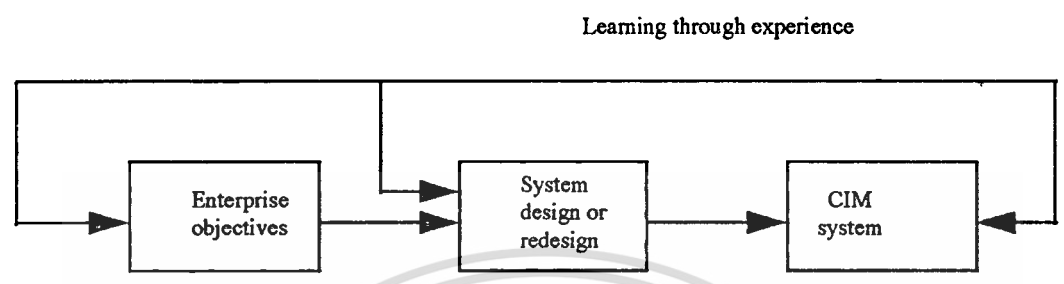 Learning through experience
Enterprise
objectives
System
design or
redesign
CIM
system